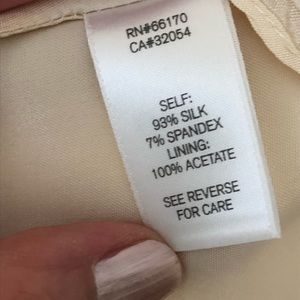 RN#66170
CA#32054
SELF:
93% SILK
7% SPANDEX
LINING:
100% ACETATE
SEE REVERSE
FOR CARE